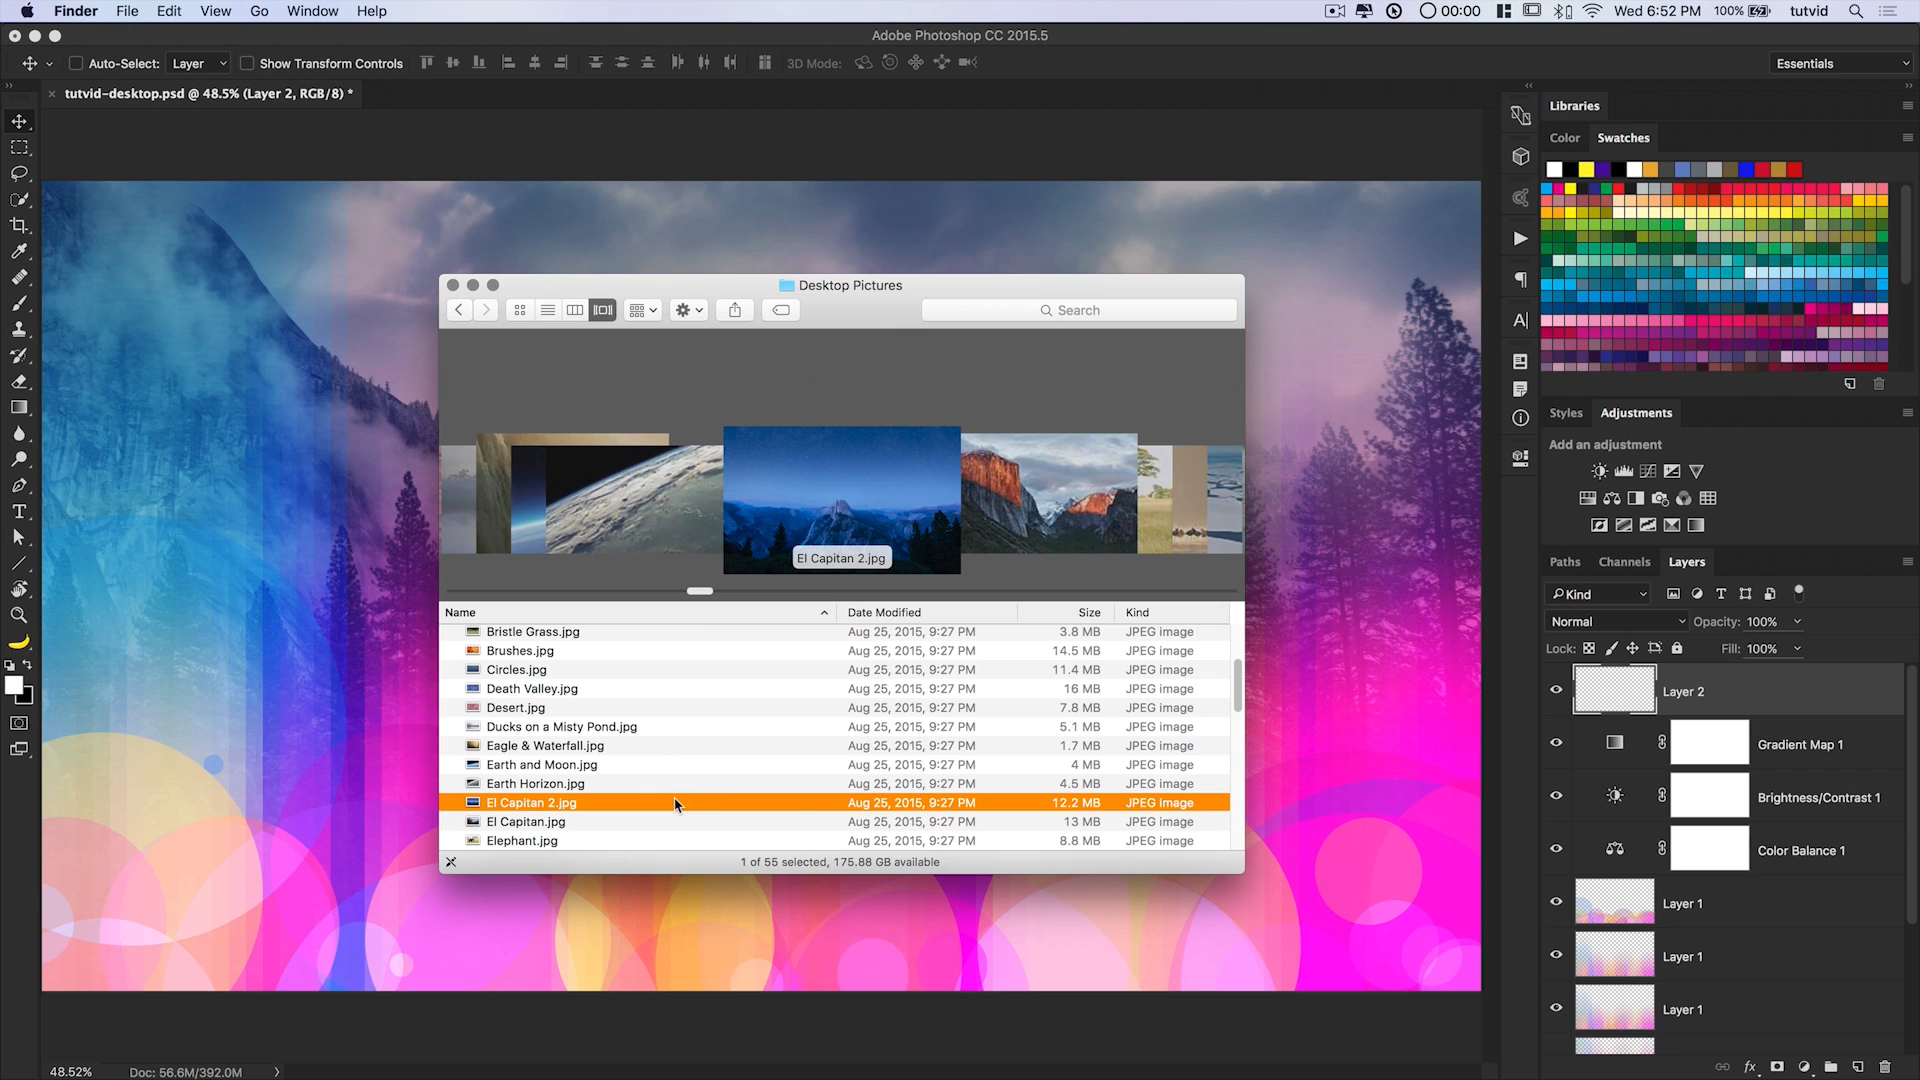 Finder File Edit View Go Window Help 00:00 Wed 6:52 PM 100% tutvid
Adobe Photoshop CC 2015.5
Auto-Select: Layer Show Transform Controls 3D Mode: Essentials
tutvid-desktop.psd @ 48.5% (Layer 2, RGB/8) *
Libraries
Color Swatches
Desktop Pictures
Search
El Capitan 2.jpg
Name Date Modified Size Kind
Bristle Grass.jpg Aug 25, 2015, 9:27 PM 3.8 MB JPEG image
Brushes.jpg Aug 25, 2015, 9:27 PM 14.5 MB JPEG image
Circles.jpg Aug 25, 2015, 9:27 PM 11.4 MB JPEG image
Death Valley.jpg Aug 25, 2015, 9:27 PM 16 MB JPEG image
Desert.jpg Aug 25, 2015, 9:27 PM 7.8 MB JPEG image
Ducks on a Misty Pond.jpg Aug 25, 2015, 9:27 PM 5.1 MB JPEG image
Eagle & Waterfall.jpg Aug 25, 2015, 9:27 PM 1.7 MB JPEG image
Earth and Moon.jpg Aug 25, 2015, 9:27 PM 4 MB JPEG image
Earth Horizon.jpg Aug 25, 2015, 9:27 PM 4.5 MB JPEG image
El Capitan 2.jpg Aug 25, 2015, 9:27 PM 12.2 MB JPEG image
El Capitan.jpg Aug 25, 2015, 9:27 PM 13 MB JPEG image
Elephant.jpg Aug 25, 2015, 9:27 PM 8.8 MB JPEG image
1 of 55 selected, 175.88 GB available
Styles Adjustments
Add an adjustment
Paths Channels Layers
Kind
Normal Opacity: 100%
Lock: Fill: 100%
Layer 2
Gradient Map 1
Brightness/Contrast 1
Color Balance 1
Layer 1
Layer 1
Layer 1
48.52% Doc: 56.6M/392.0M